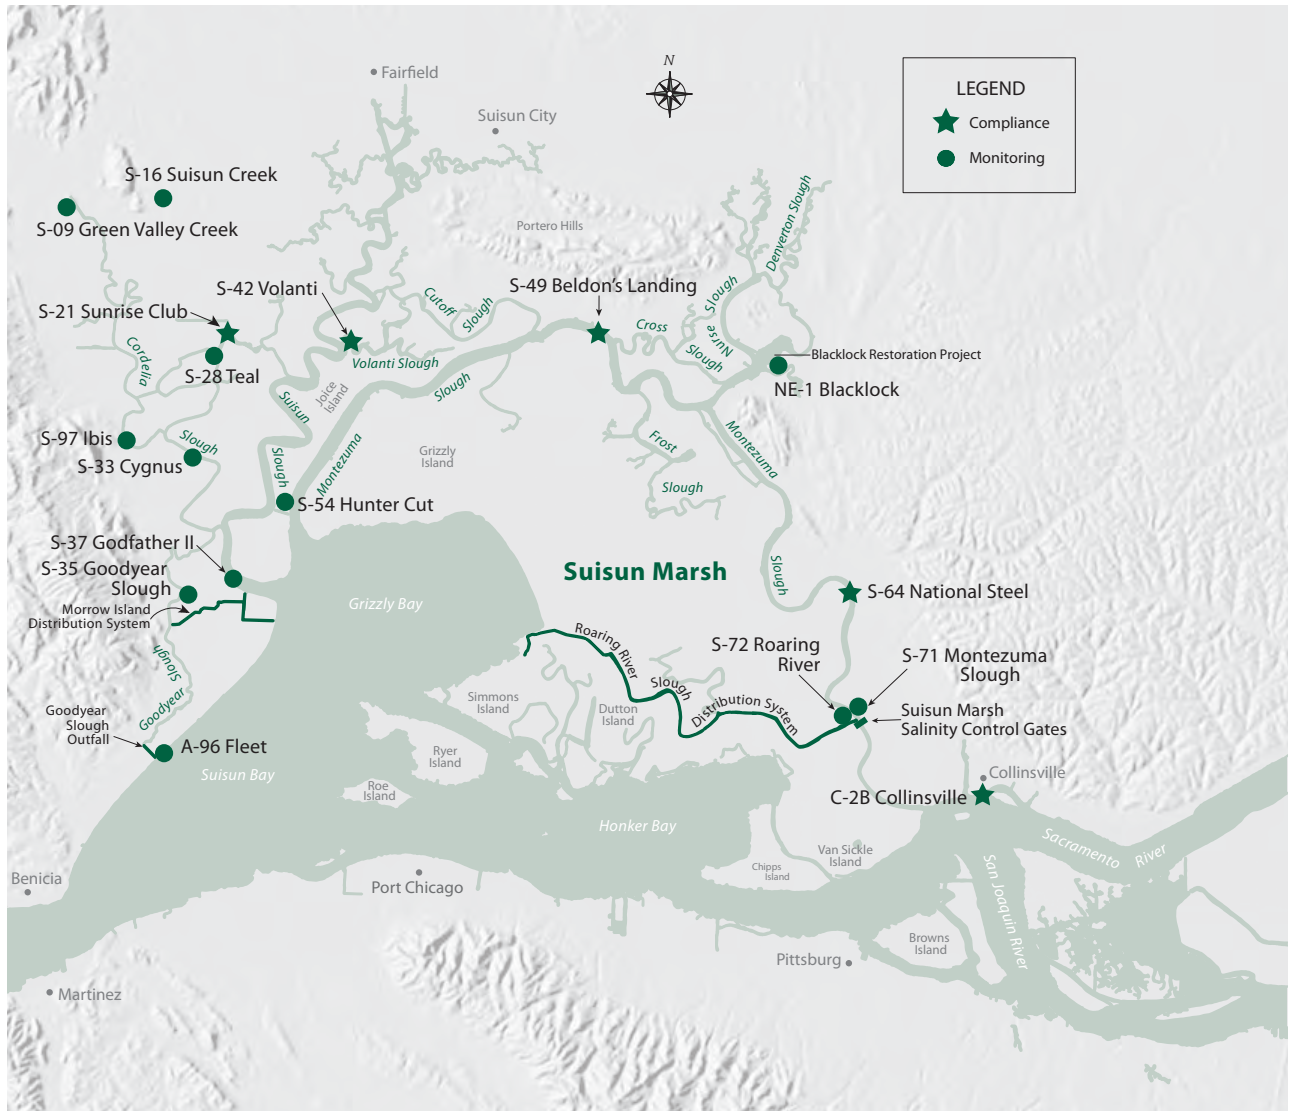 Fairfield
N
LEGEND
Compliance
Monitoring
Suisun City
S-16 Suisun Creek
S-09 Green Valley Creek
Portero Hills
Denverton Slough
S-42 Volanti
S-49 Beldon's Landing
S-21 Sunrise Club
Cutoff
Slough
Cross
Slough
Nurse
Slough
Blacklock Restoration Project
Volanti Slough
Cordelia
S-28 Teal
NE-1 Blacklock
Joice
Island
Suisun
Slough
S-97 Ibis
Slough
S-33 Cygnus
Slough
Montezuma
Grizzly
Island
Frost
Slough
Montezuma
S-54 Hunter Cut
S-37 Godfather II
S-35 Goodyear
Slough
Morrow Island
Distribution System
Suisun Marsh
Slough
S-64 National Steel
Grizzly Bay
Roaring River
Slough
Distribution System
S-72 Roaring
River
S-71 Montezuma
Slough
Slough
Goodyear
Simmons
Island
Dutton
Island
Suisun Marsh
Salinity Control Gates
Goodyear
Slough
Outfall
A-96 Fleet
Suisun Bay
Ryer
Island
Roe
Island
Collinsville
C-2B Collinsville
Honker Bay
Van Sickle
Island
Chipps
Island
Sacramento
River
San Joaquin River
Benicia
Port Chicago
Browns
Island
Pittsburg
Martinez